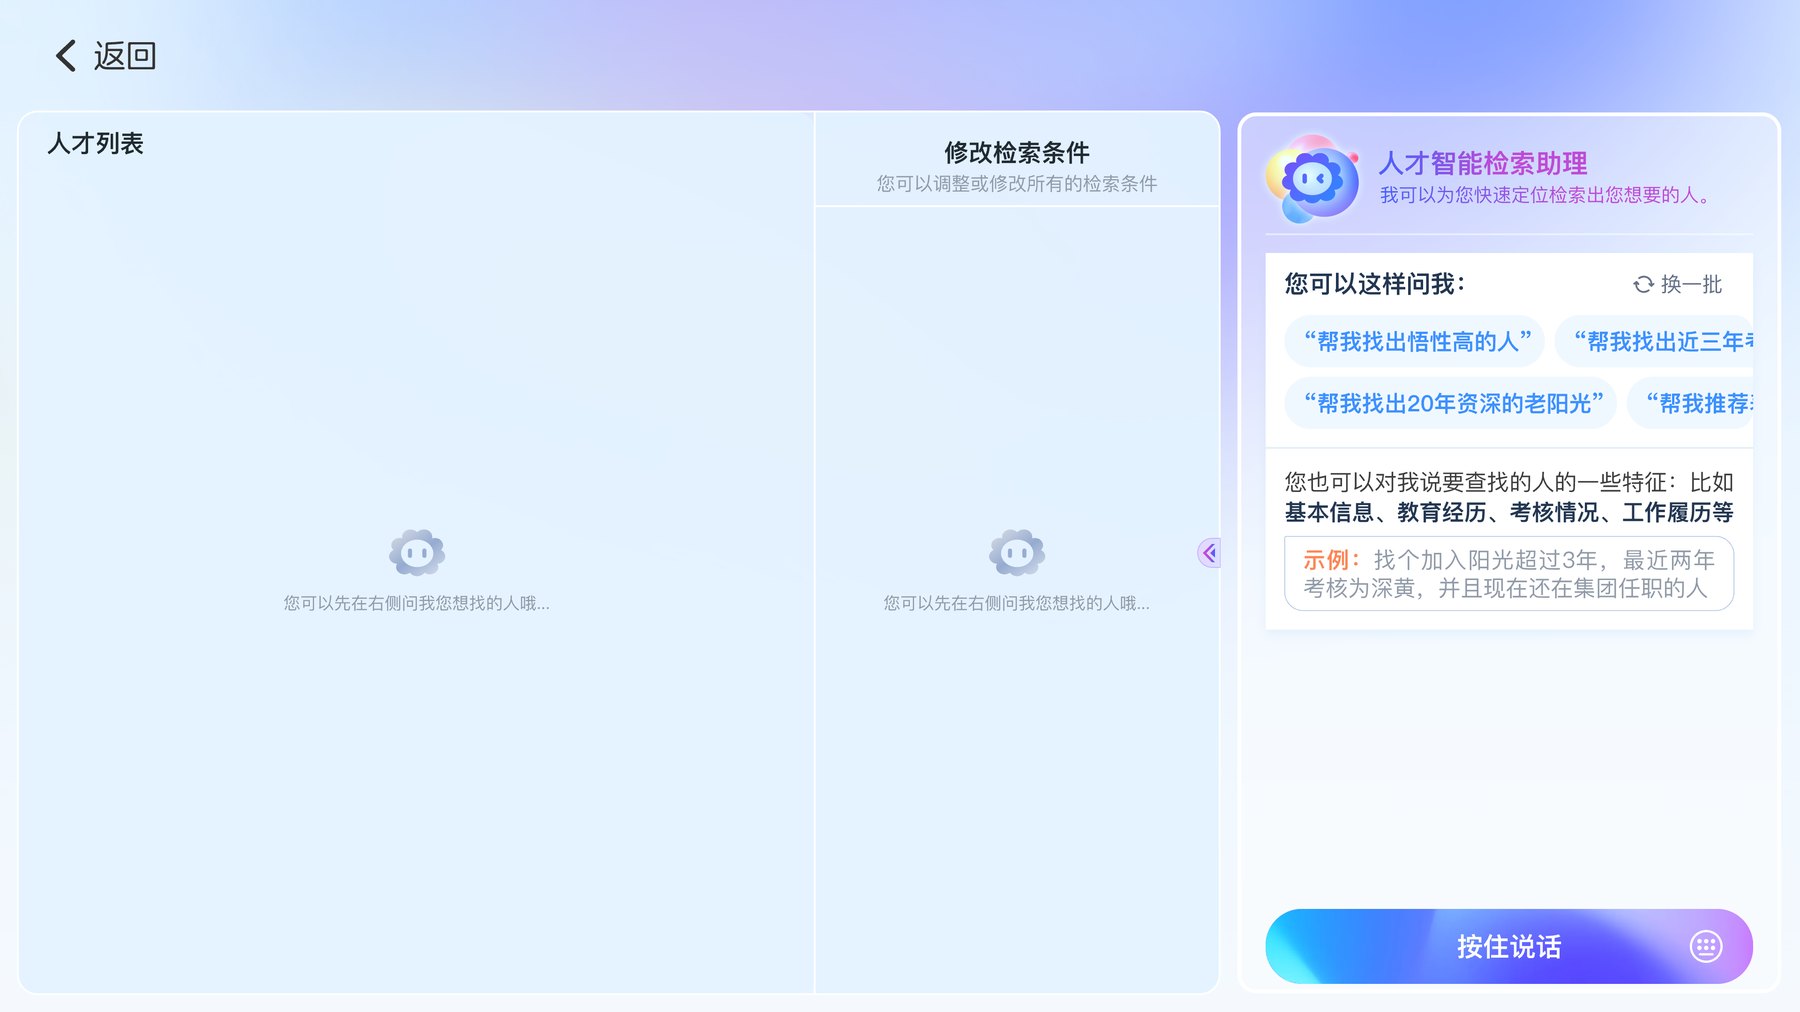 返回
人才列表
您可以先在右侧问我您想找的人哦...
修改检索条件
您可以调整或修改所有的检索条件
您可以先在右侧问我您想找的人哦...
人才智能检索助理
我可以为您快速定位检索出您想要的人。
您可以这样问我：
换一批
“帮我找出悟性高的人”
“帮我找出近三年
“帮我找出20年资深的老阳光”
“帮我推荐
您也可以对我说要查找的人的一些特征：比如
基本信息、教育经历、考核情况、工作履历等
示例：找个加入阳光超过3年，最近两年
考核为深黄，并且现在还在集团任职的人
按住说话